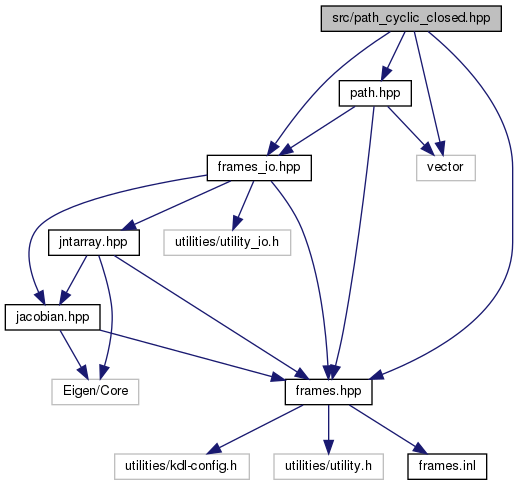 src/path_cyclic_closed.hpp
path.hpp
frames_io.hpp
vector
jntarray.hpp
utilities/utility_io.h
jacobian.hpp
Eigen/Core
frames.hpp
utilities/kdl-config.h
utilities/utility.h
frames.inl